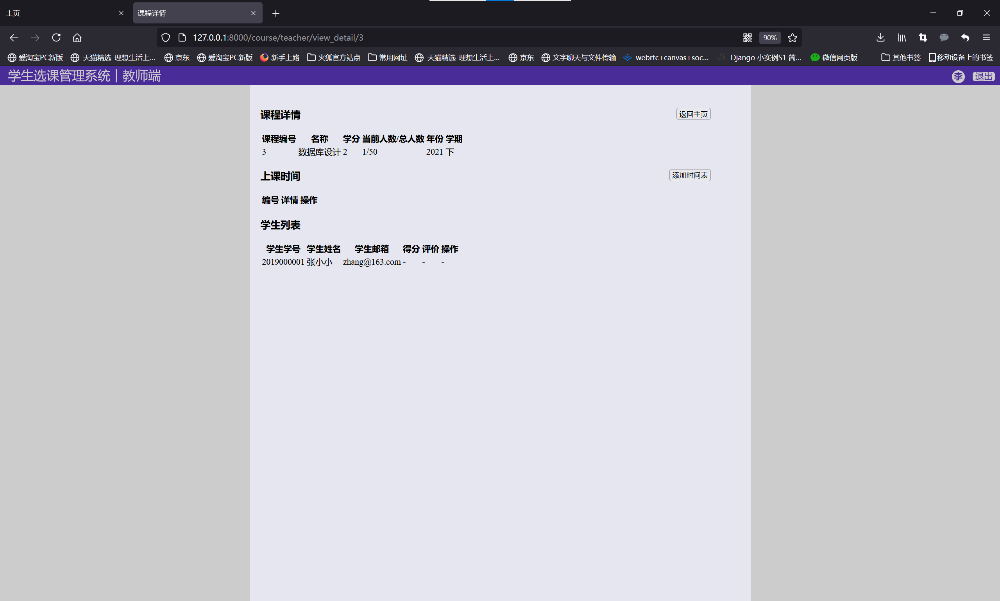 主页
课程详情
127.0.0.1:8000/course/teacher/view_detail/3
90%
爱淘宝PC新版 天猫精选-理想生活上... 京东 爱淘宝PC新版 新手上路 火狐官方站点 常用网址 天猫精选-理想生活上... 京东 文字聊天与文件传输 webrtc+canvas+soc... Django 小实例S1 简... 微信网页版 其他书签 移动设备上的书签
学生选课管理系统 | 教师端 李 退出
课程详情 返回主页
课程编号 名称 学分 当前人数/总人数 年份 学期
3 数据库设计 2 1/50 2021 下
上课时间 添加时间表
编号 详情 操作
学生列表
学生学号 学生姓名 学生邮箱 得分 评价 操作
2019000001 张小小 zhang@163.com - - -